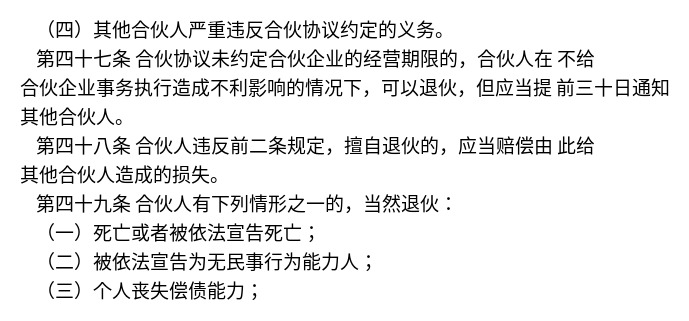 （四）其他合伙人严重违反合伙协议约定的义务。
第四十七条 合伙协议未约定合伙企业的经营期限的，合伙人在 不给
合伙企业事务执行造成不利影响的情况下，可以退伙，但应当提 前三十日通知
其他合伙人。
第四十八条 合伙人违反前二条规定，擅自退伙的，应当赔偿由 此给
其他合伙人造成的损失。
第四十九条 合伙人有下列情形之一的，当然退伙：
（一）死亡或者被依法宣告死亡；
（二）被依法宣告为无民事行为能力人；
（三）个人丧失偿债能力；